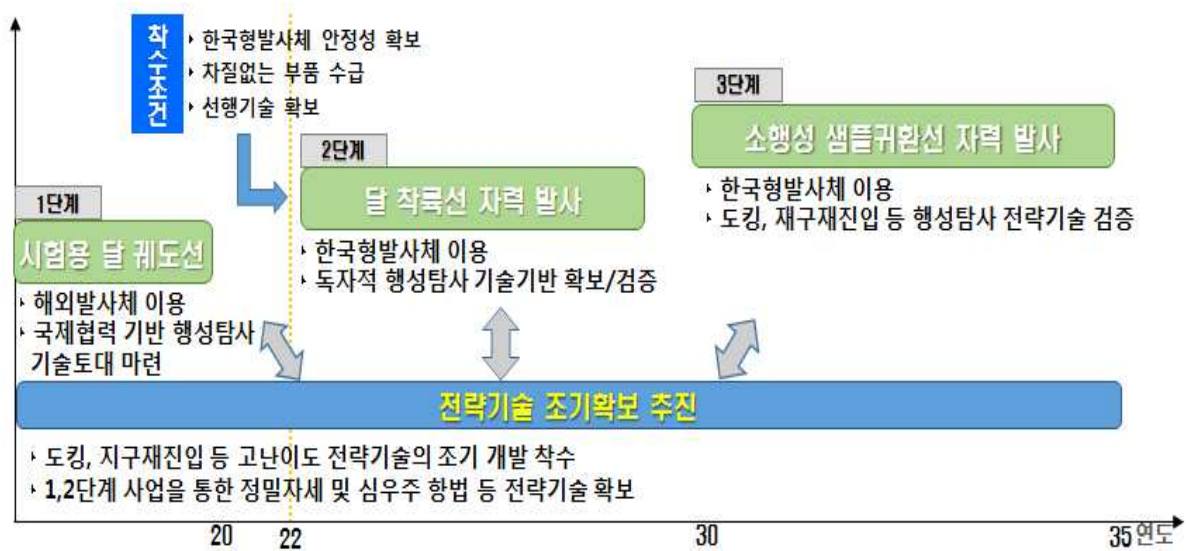 착수조건
‣ 한국형발사체 안정성 확보
‣ 차질없는 부품 수급
‣ 선행기술 확보
1단계
시험용 달 궤도선
‣ 해외발사체 이용
‣ 국제협력 기반 행성탐사
기술토대 마련
2단계
달 착륙선 자력 발사
‣ 한국형발사체 이용
‣ 독자적 행성탐사 기술기반 확보/검증
3단계
소행성 샘플귀환선 자력 발사
‣ 한국형발사체 이용
‣ 도킹, 재구재진입 등 행성탐사 전략기술 검증
전략기술 조기확보 추진
‣ 도킹, 지구재진입 등 고난이도 전략기술의 조기 개발 착수
‣ 1,2단계 사업을 통한 정밀자세 및 심우주 항법 등 전략기술 확보
20 22 30 35 연도